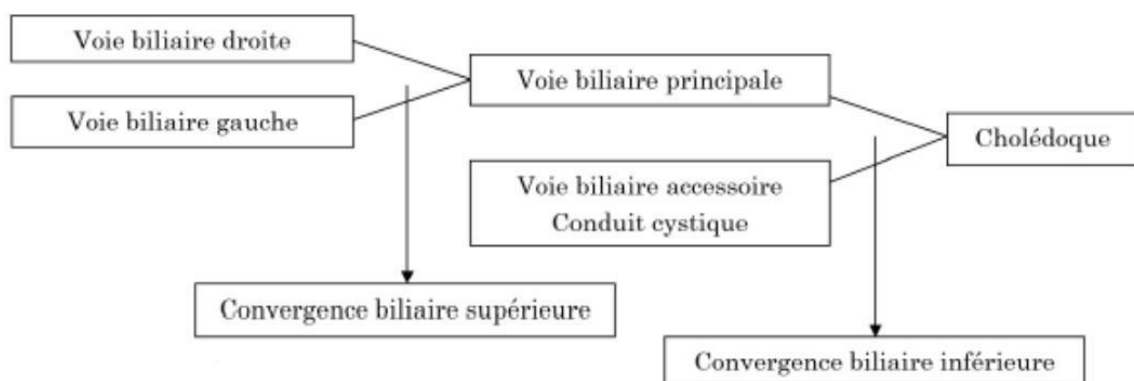 Voie biliaire droite
Voie biliaire gauche
Voie biliaire principale
Voie biliaire accessoire
Conduit cystique
Cholédoque
Convergence biliaire supérieure
Convergence biliaire inférieure